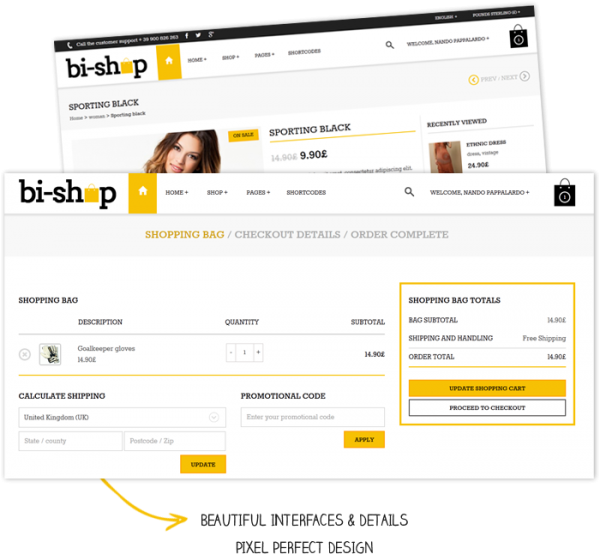 Call the customer support + 39 900 826 263
ENGLISH
POUNDS STERLING (£)
bi-shop
HOME +
SHOP +
PAGES +
SHORTCODES
WELCOME, NANDO PAPPALARDO +
PREV / NEXT
SPORTING BLACK
Home > woman > Sporting black
ON SALE
SPORTING BLACK
14.90£ 9.90£
consectetur adipiscing elit,
RECENTLY VIEWED
ETHNIC DRESS
dress, vintage
24.90£
bi-shop
HOME +
SHOP +
PAGES +
SHORTCODES
WELCOME, NANDO PAPPALARDO +
1
SHOPPING BAG / CHECKOUT DETAILS / ORDER COMPLETE
SHOPPING BAG
DESCRIPTION QUANTITY SUBTOTAL
Goalkeeper gloves
14.90£
- 1 +
14.90£
CALCULATE SHIPPING
United Kingdom (UK)
State / county
Postcode / Zip
UPDATE
PROMOTIONAL CODE
Enter your promotional code
APPLY
SHOPPING BAG TOTALS
BAG SUBTOTAL 14.90£
SHIPPING AND HANDLING Free Shipping
ORDER TOTAL 14.90£
UPDATE SHOPPING CART
PROCEED TO CHECKOUT
BEAUTIFUL INTERFACES & DETAILS
PIXEL PERFECT DESIGN